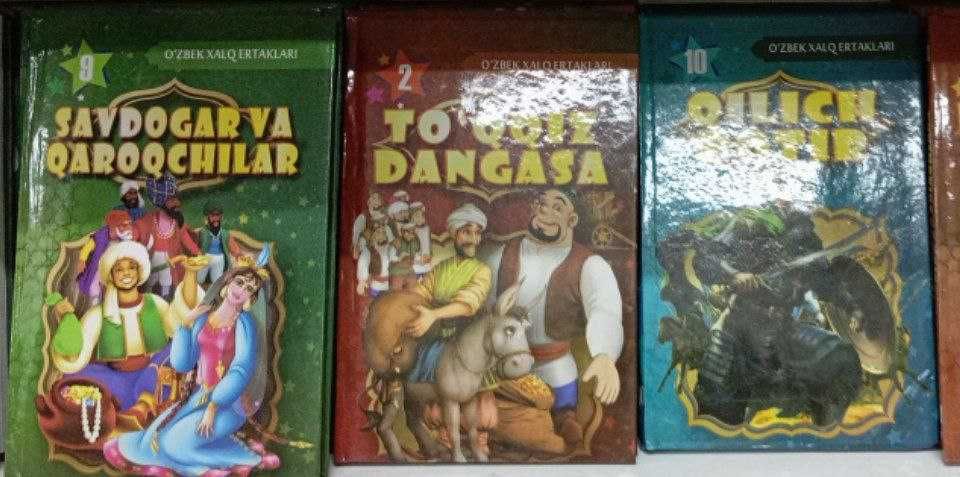 9
O'ZBEK XALQ ERTAKLARI
SAVDOGAR VA
QAROQCHILAR
2
O'ZBEK XALQ ERTAKLARI
TO'QQIZ
DANGASA
10
O'ZBEK XALQ ERTAKLARI
QILICH